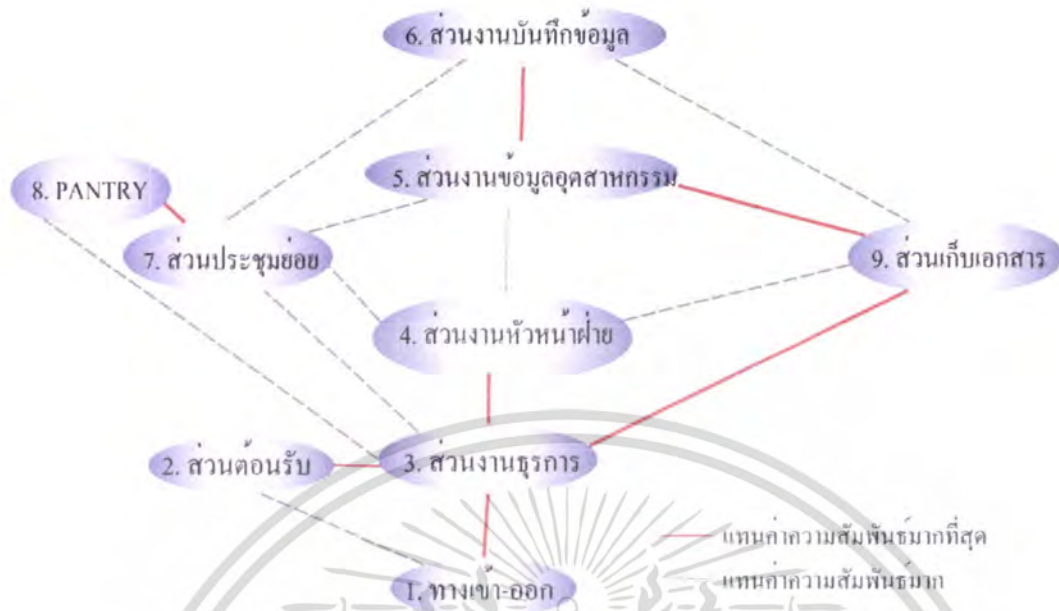 6. ส่วนงานบันทึกข้อมูล
5. ส่วนงานข้อมูลอุตสาหกรรม
8. PANTRY
7. ส่วนประชุมย่อย
9. ส่วนเก็บเอกสาร
4. ส่วนงานหัวหน้าฝ่าย
2. ส่วนต้อนรับ
3. ส่วนงานธุรการ
แทนค่าความสัมพันธ์มากที่สุด
แทนค่าความสัมพันธ์มาก
1. ทางเข้า-ออก